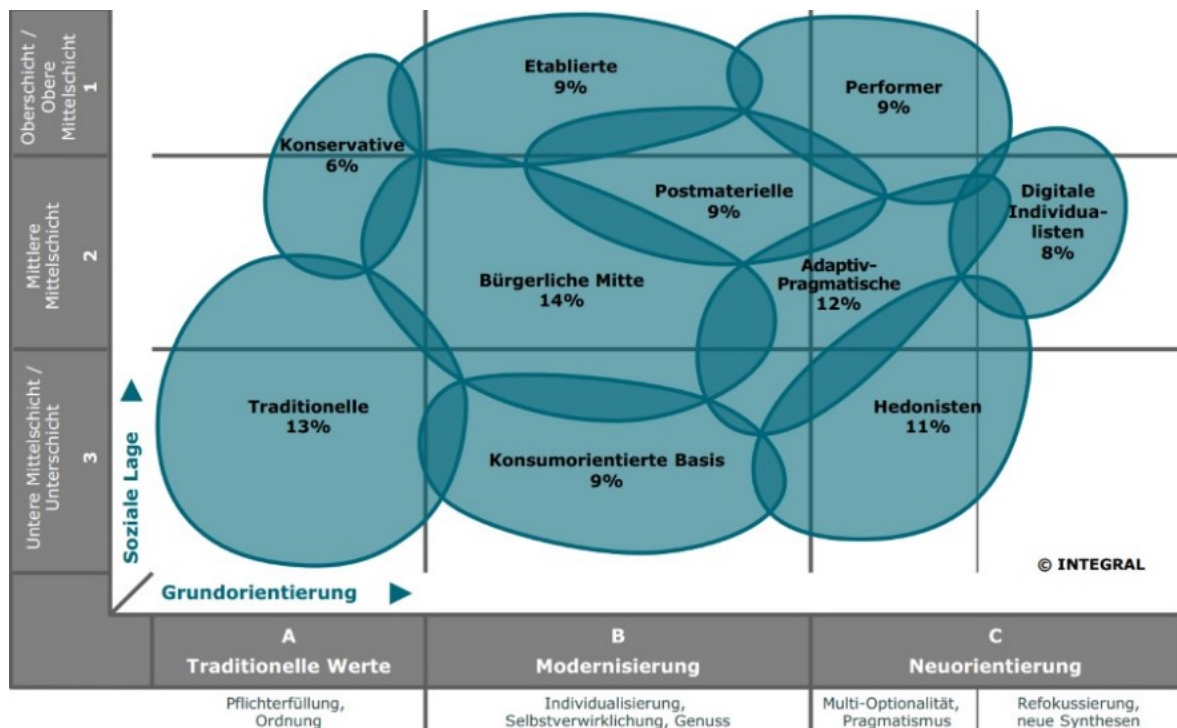 Oberschicht /
Obere
Mittelschicht
1
Mittlere
Mittelschicht
2
Untere Mittelschicht /
Unterschicht
3
Soziale Lage
Etablierte
9%
Performer
9%
Konservative
6%
Postmaterielle
9%
Digitale
Individua-
listen
8%
Bürgerliche Mitte
14%
Adaptiv-
Pragmatische
12%
Traditionelle
13%
Hedonisten
11%
Konsumorientierte Basis
9%
© INTEGRAL
Grundorientierung
A
Traditionelle Werte
B
Modernisierung
C
Neuorientierung
Pflichterfüllung,
Ordnung
Individualisierung,
Selbstverwirklichung, Genuss
Multi-Optionalität,
Pragmatismus
Refokussierung,
neue Synthesen